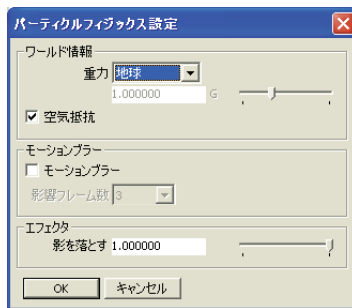 パーティクルフィジックス設定
ワールド情報
重力 地球
1.000000 G
空気抵抗
モーションブラー
モーションブラー
影響フレーム数 3
エフェクタ
影を落とす 1.000000
OK キャンセル